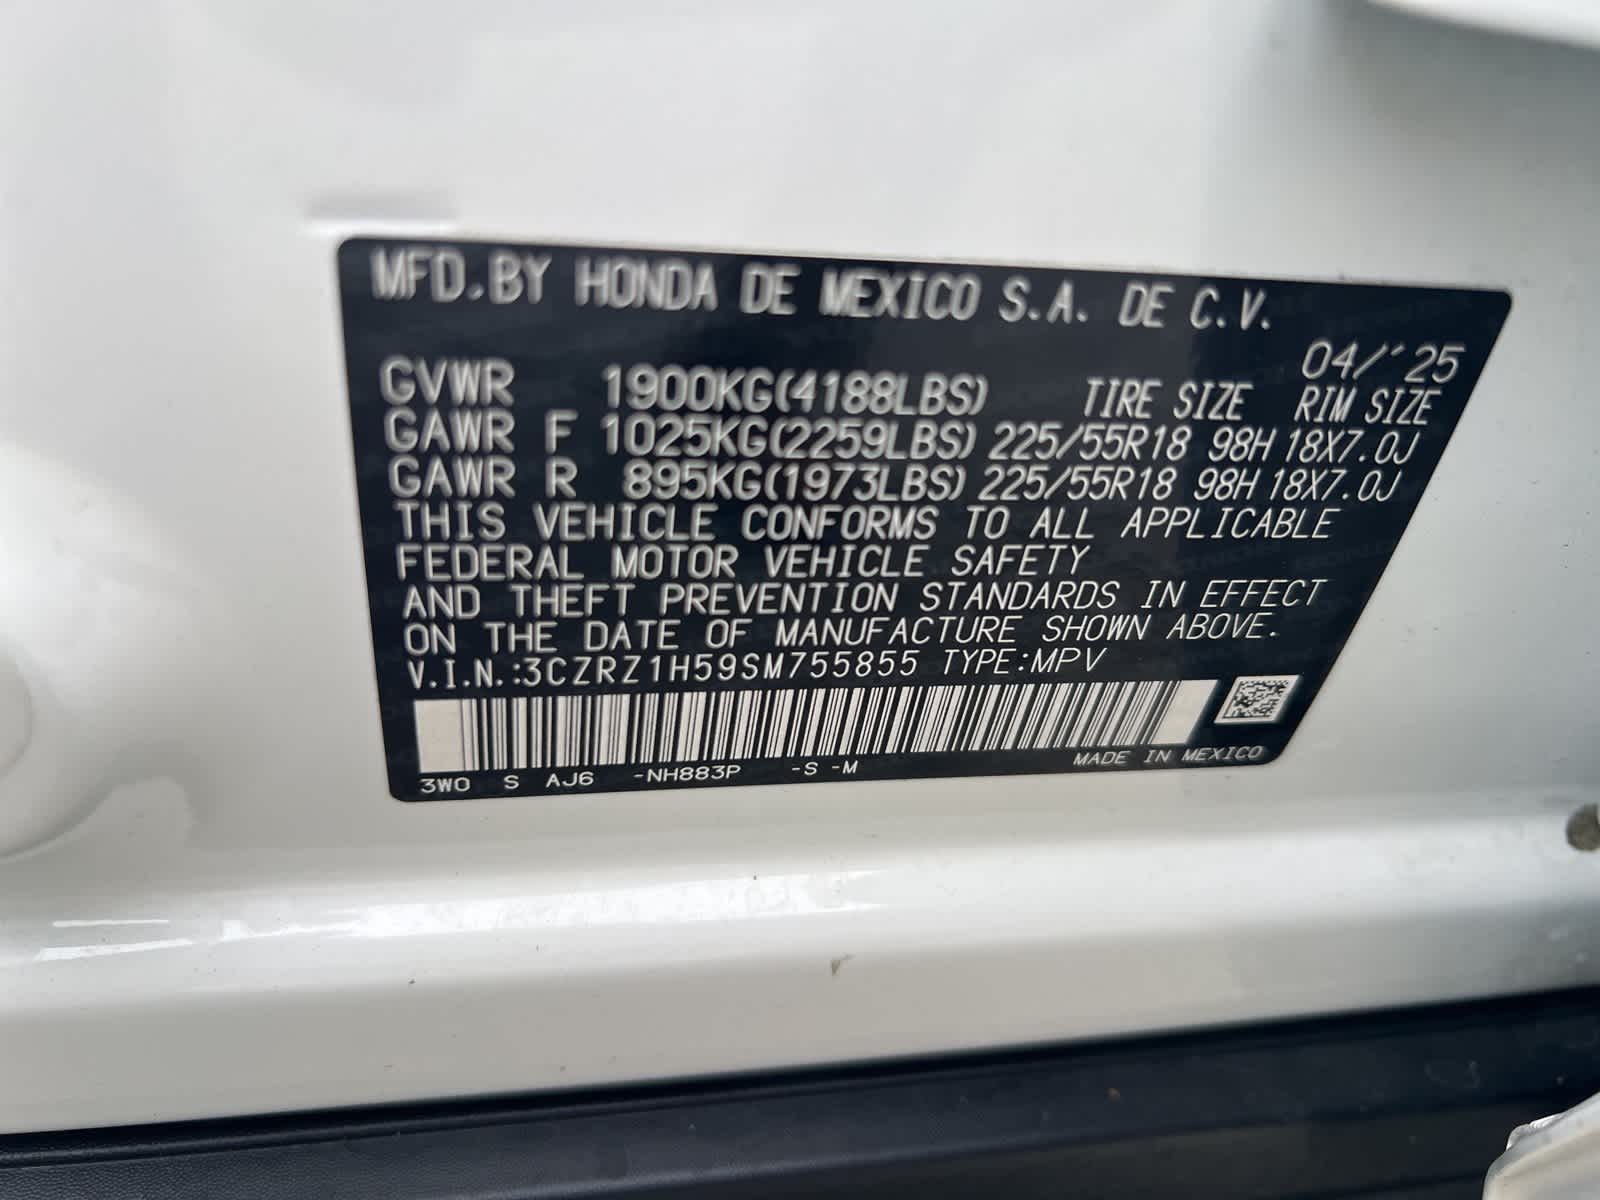 MFD.BY HONDA DE MEXICO S.A. DE C.V.
04/'25
GVWR 1900KG(4188LBS) TIRE SIZE RIM SIZE
GAWR F 1025KG(2259LBS) 225/55R18 98H 18X7.0J
GAWR R 895KG(1973LBS) 225/55R18 98H 18X7.0J
THIS VEHICLE CONFORMS TO ALL APPLICABLE
FEDERAL MOTOR VEHICLE SAFETY
AND THEFT PREVENTION STANDARDS IN EFFECT
ON THE DATE OF MANUFACTURE SHOWN ABOVE.
V.I.N.:3CZRZ1H59SM755855 TYPE:MPV
3W0 S AJ6 -NH883P -S -M MADE IN MEXICO